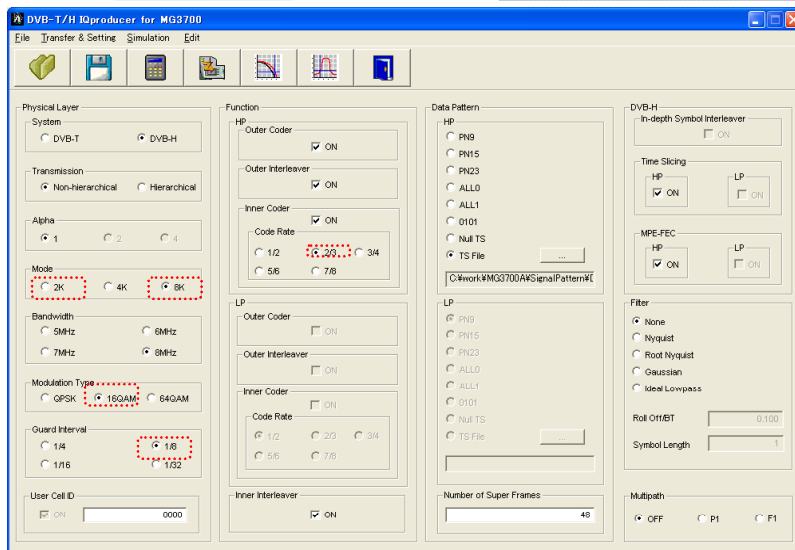 DVB-T/H IQproducer for MG3700
File Transfer & Setting Simulation Edit
Physical Layer
System
DVB-T DVB-H
Transmission
Non-hierarchical Hierarchical
Alpha
1 2 4
Mode
2K 4K 8K
Bandwidth
5MHz 6MHz
7MHz 8MHz
Modulation Type
QPSK 16QAM 64QAM
Guard Interval
1/4 1/8
1/16 1/32
User Cell ID
ON 0000
Function
HP
Outer Coder
ON
Outer Interleaver
ON
Inner Coder
ON
Code Rate
1/2 2/3 3/4
5/6 7/8
LP
Outer Coder
ON
Outer Interleaver
ON
Inner Coder
ON
Code Rate
1/2 2/3 3/4
5/6 7/8
Inner Interleaver
ON
Data Pattern
HP
PN9
PN15
PN23
ALL0
ALL1
0101
Null TS
TS File ...
C:¥work¥MG3700A¥SignalPattern¥[
LP
PN9
PN15
PN23
ALL0
ALL1
0101
Null TS
TS File ...
Number of Super Frames
48
DVB-H
In-depth Symbol Interleaver
ON
Time Slicing
HP LP
ON ON
MPE-FEC
HP LP
ON ON
Filter
None
Nyquist
Root Nyquist
Gaussian
Ideal Lowpass
Roll Off/BT 0.100
Symbol Length 1
Multipath
OFF P1 F1